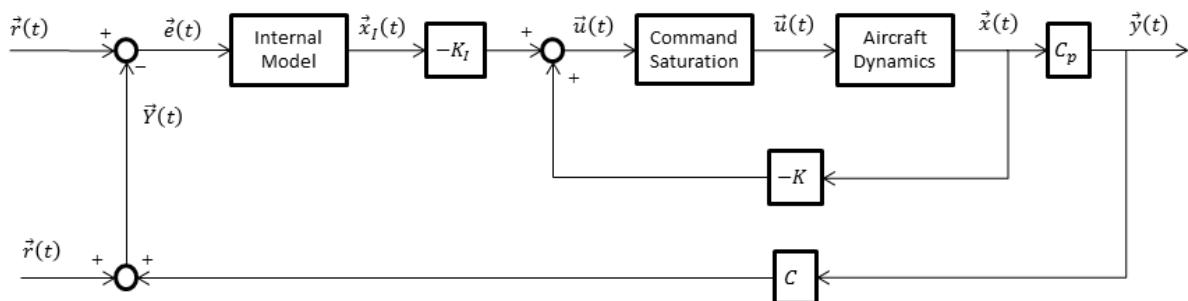 r⃗(t)
+
−
e⃗(t)
Internal
Model
x⃗_I(t)
−K_I
+
+
u⃗(t)
Command
Saturation
u⃗(t)
Aircraft
Dynamics
x⃗(t)
C_p
y⃗(t)
Y⃗(t)
−K
r⃗(t)
+
+
C